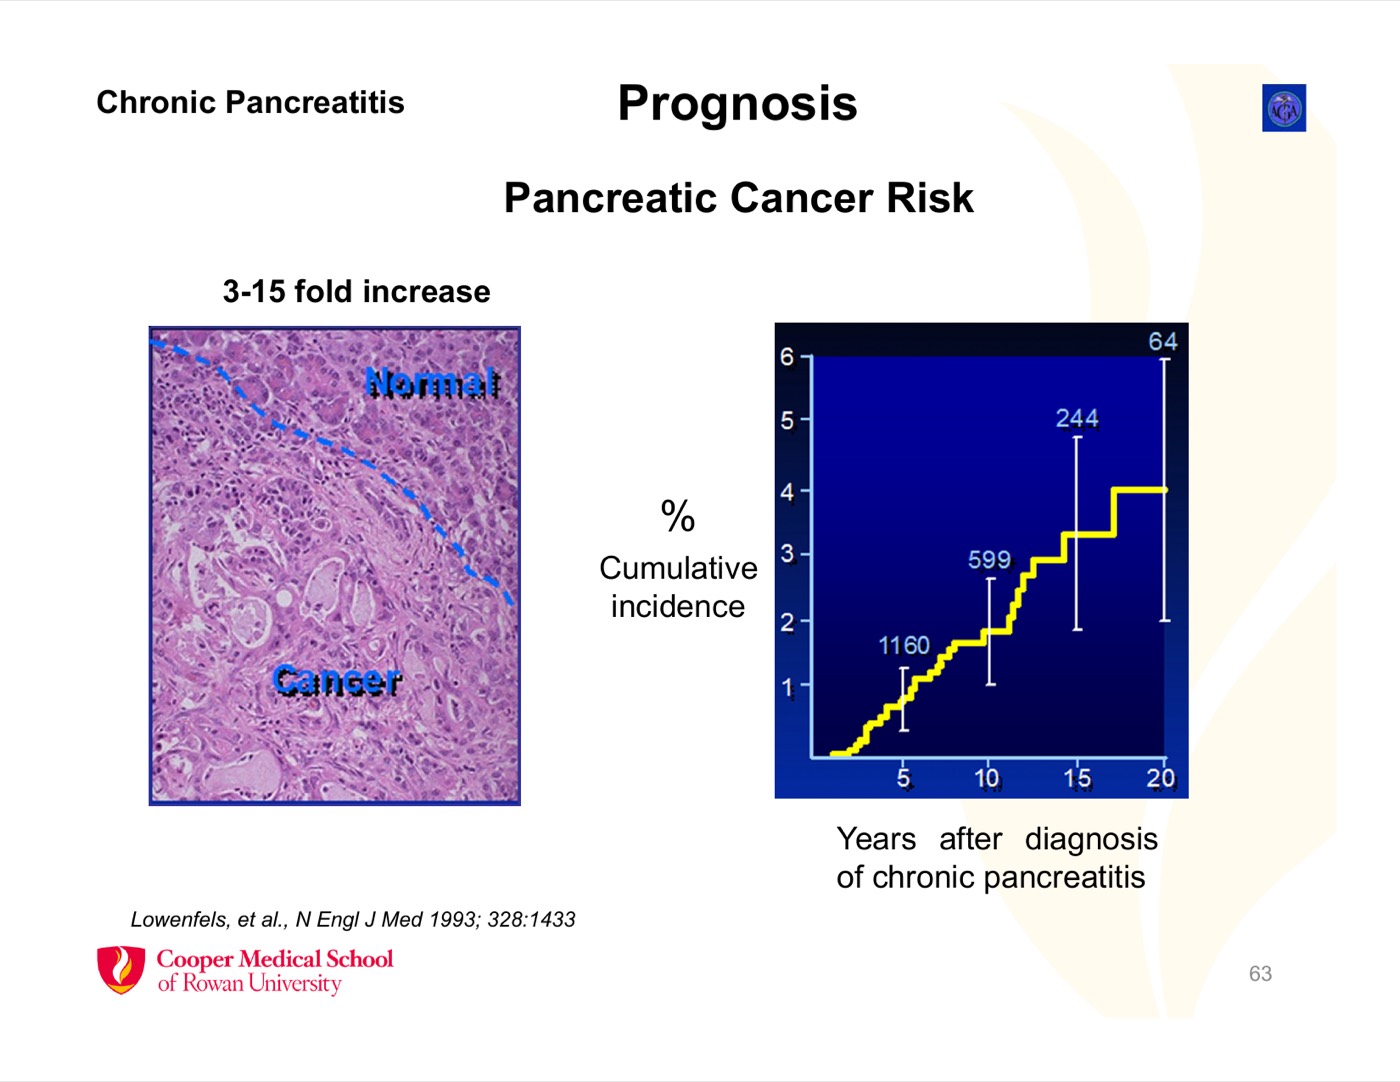 Chronic Pancreatitis
Prognosis
AGA
Pancreatic Cancer Risk
3-15 fold increase
Normal
Cancer
%
Cumulative
incidence
6
5
4
3
2
1
1160
599
244
64
5 10 15 20
Years after diagnosis
of chronic pancreatitis
Lowenfels, et al., N Engl J Med 1993; 328:1433
Cooper Medical School
of Rowan University
63